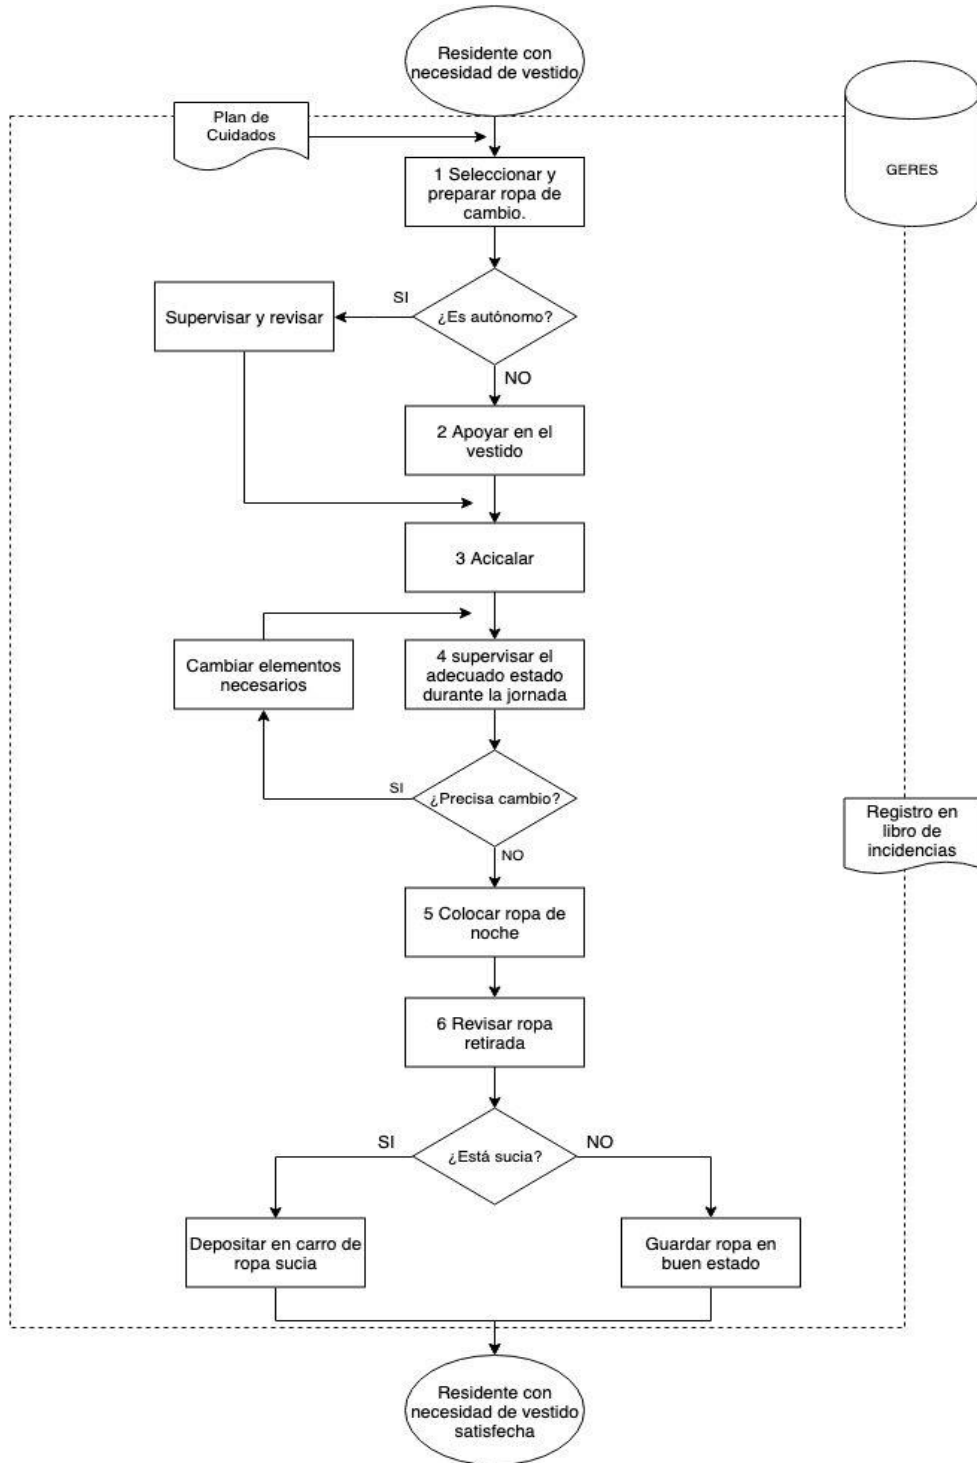 Residente con
necesidad de vestido
Plan de
Cuidados
GERES
1 Seleccionar y
preparar ropa de
cambio.
SI
¿Es autónomo?
Supervisar y revisar
NO
2 Apoyar en el
vestido
3 Acicalar
Cambiar elementos
necesarios
4 supervisar el
adecuado estado
durante la jornada
SI
¿Precisa cambio?
NO
Registro en
libro de
incidencias
5 Colocar ropa de
noche
6 Revisar ropa
retirada
SI
¿Está sucia?
NO
Depositar en carro de
ropa sucia
Guardar ropa en
buen estado
Residente con
necesidad de vestido
satisfecha